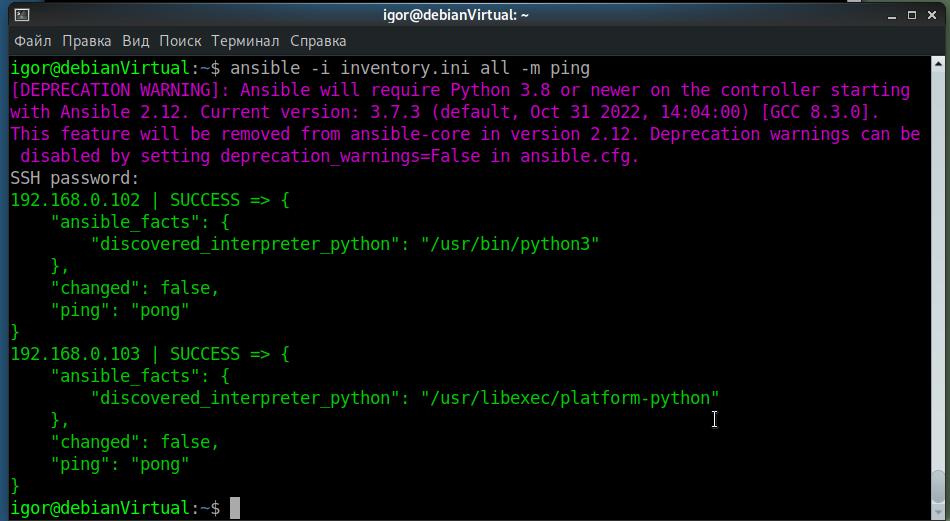 igor@debianVirtual: ~
Файл Правка Вид Поиск Терминал Справка
igor@debianVirtual:~$ ansible -i inventory.ini all -m ping
[DEPRECATION WARNING]: Ansible will require Python 3.8 or newer on the controller starting
with Ansible 2.12. Current version: 3.7.3 (default, Oct 31 2022, 14:04:00) [GCC 8.3.0].
This feature will be removed from ansible-core in version 2.12. Deprecation warnings can be
 disabled by setting deprecation_warnings=False in ansible.cfg.
SSH password:
192.168.0.102 | SUCCESS => {
    "ansible_facts": {
        "discovered_interpreter_python": "/usr/bin/python3"
    },
    "changed": false,
    "ping": "pong"
}
192.168.0.103 | SUCCESS => {
    "ansible_facts": {
        "discovered_interpreter_python": "/usr/libexec/platform-python"
    },
    "changed": false,
    "ping": "pong"
}
igor@debianVirtual:~$